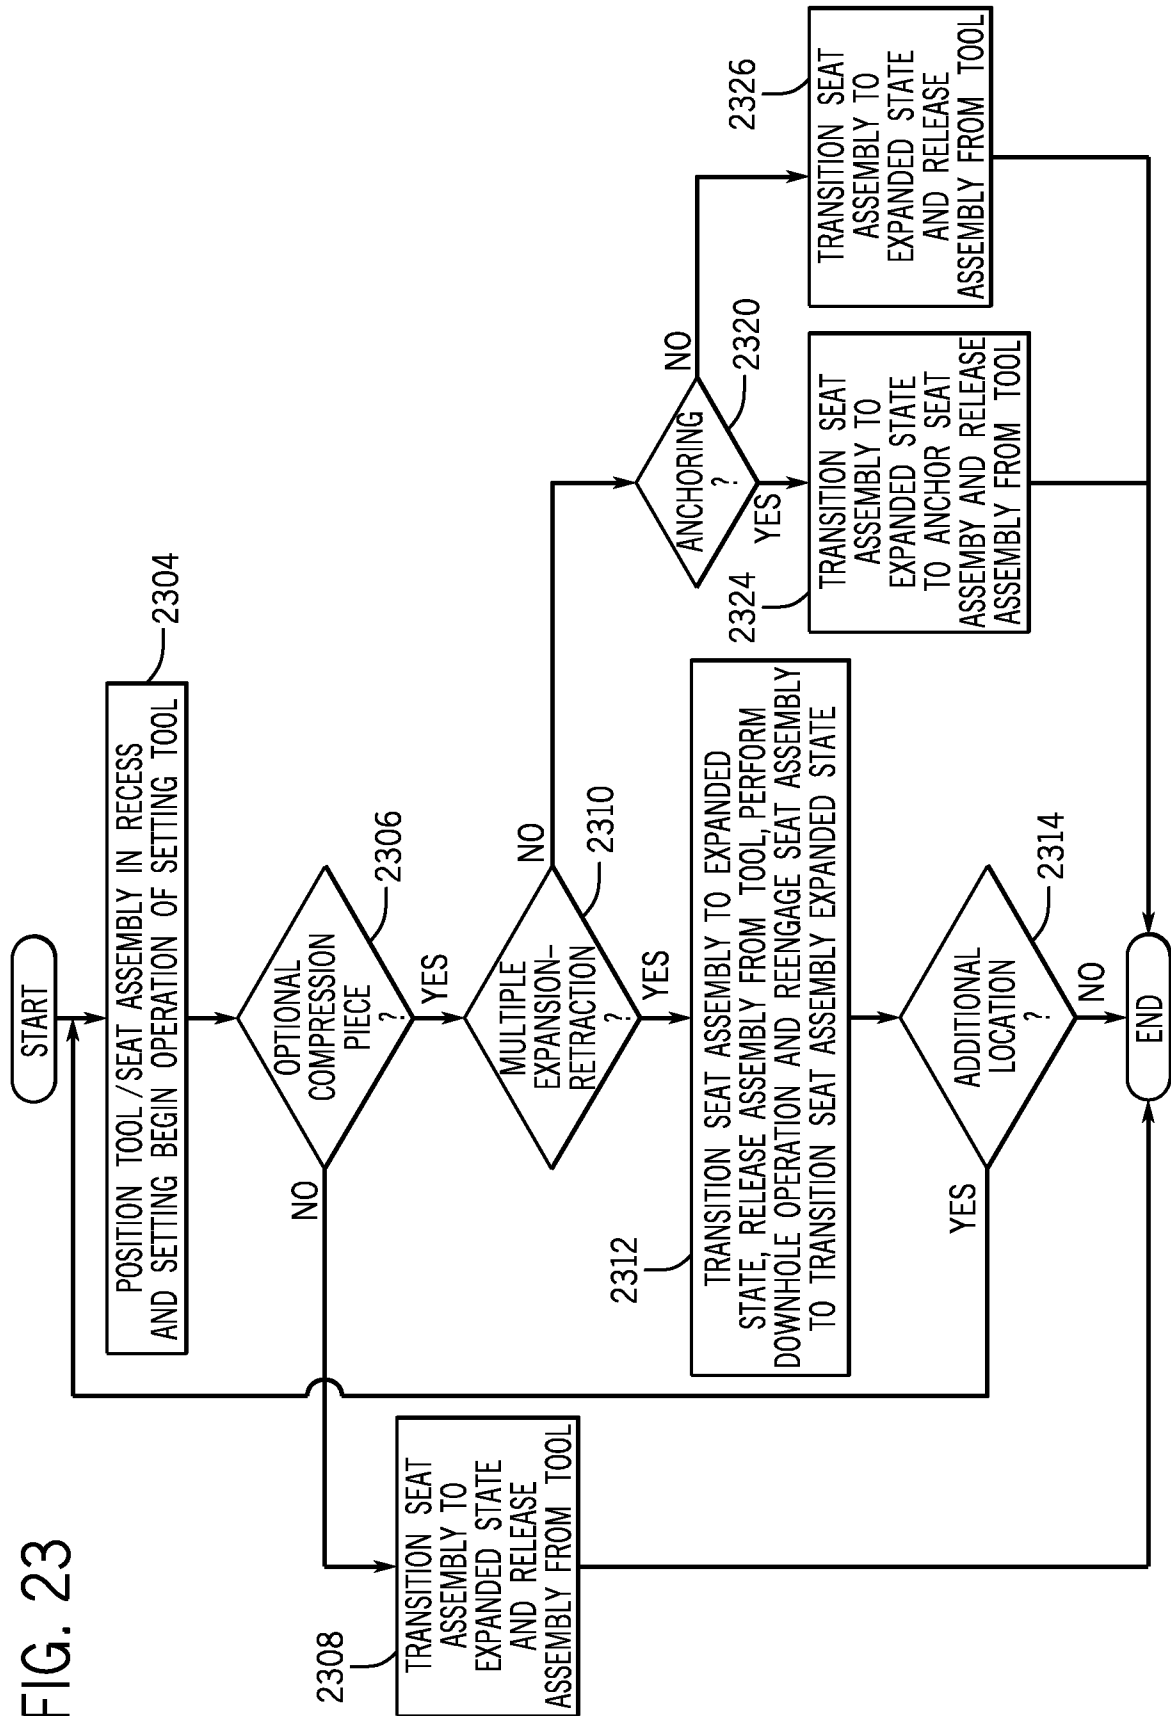 FIG. 23
START
2304
POSITION TOOL/SEAT ASSEMBLY IN RECESS
AND SETTING BEGIN OPERATION OF SETTING TOOL
2306
OPTIONAL
COMPRESSION
PIECE
?
NO
YES
2308
TRANSITION SEAT
ASSEMBLY TO
EXPANDED STATE
AND RELEASE
ASSEMBLY FROM TOOL
2310
MULTIPLE
EXPANSION–
RETRACTION
?
NO
YES
2312
TRANSITION SEAT ASSEMBLY TO EXPANDED
STATE, RELEASE ASSEMBLY FROM TOOL, PERFORM
DOWNHOLE OPERATION AND REENGAGE SEAT ASSEMBLY
TO TRANSITION SEAT ASSEMBLY EXPANDED STATE
2314
ADDITIONAL
LOCATION
?
YES
NO
2320
ANCHORING
?
NO
YES
2324
TRANSITION SEAT
ASSEMBLY TO
EXPANDED STATE
TO ANCHOR SEAT
ASSEMBY AND RELEASE
ASSEMBLY FROM TOOL
2326
TRANSITION SEAT
ASSEMBLY TO
EXPANDED STATE
AND RELEASE
ASSEMBLY FROM TOOL
END